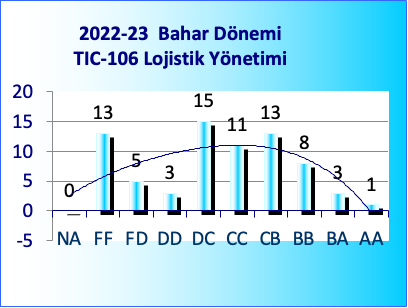 2022-23 Bahar Dönemi
TIC-106 Lojistik Yönetimi
20
15
10
5
0
-5
0 13 5 3 15 11 13 8 3 1
NA FF FD DD DC CC CB BB BA AA